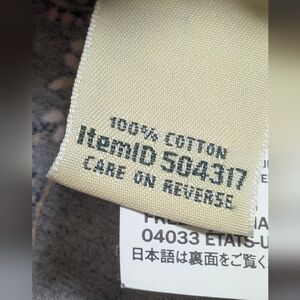 100% COTTON
ItemID 504317
CARE ON REVERSE
04033 ÉTATS-U
日本語は裏面をご覧く